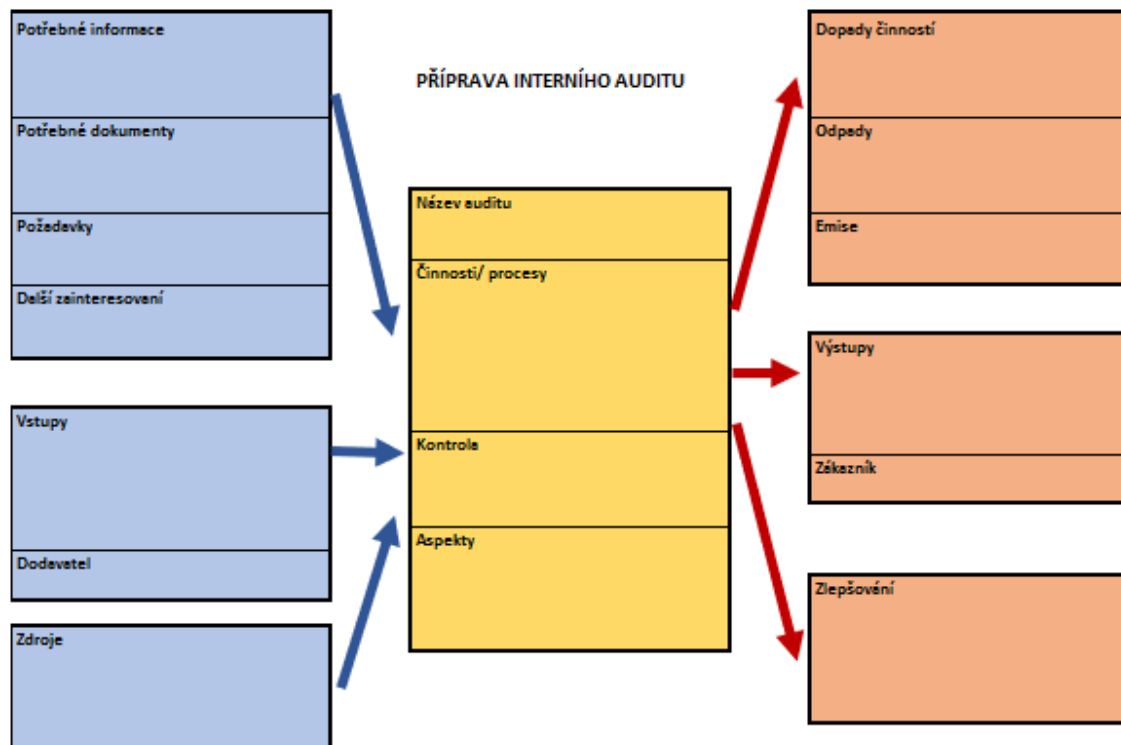 PŘÍPRAVA INTERNÍHO AUDITU
Potřebné informace
Potřebné dokumenty
Požadavky
Další zainteresovaní
Vstupy
Dodavatel
Zdroje
Název auditu
Činnosti/ procesy
Kontrola
Aspekty
Dopady činností
Odpady
Emise
Výstupy
Zákazník
Zlepšování